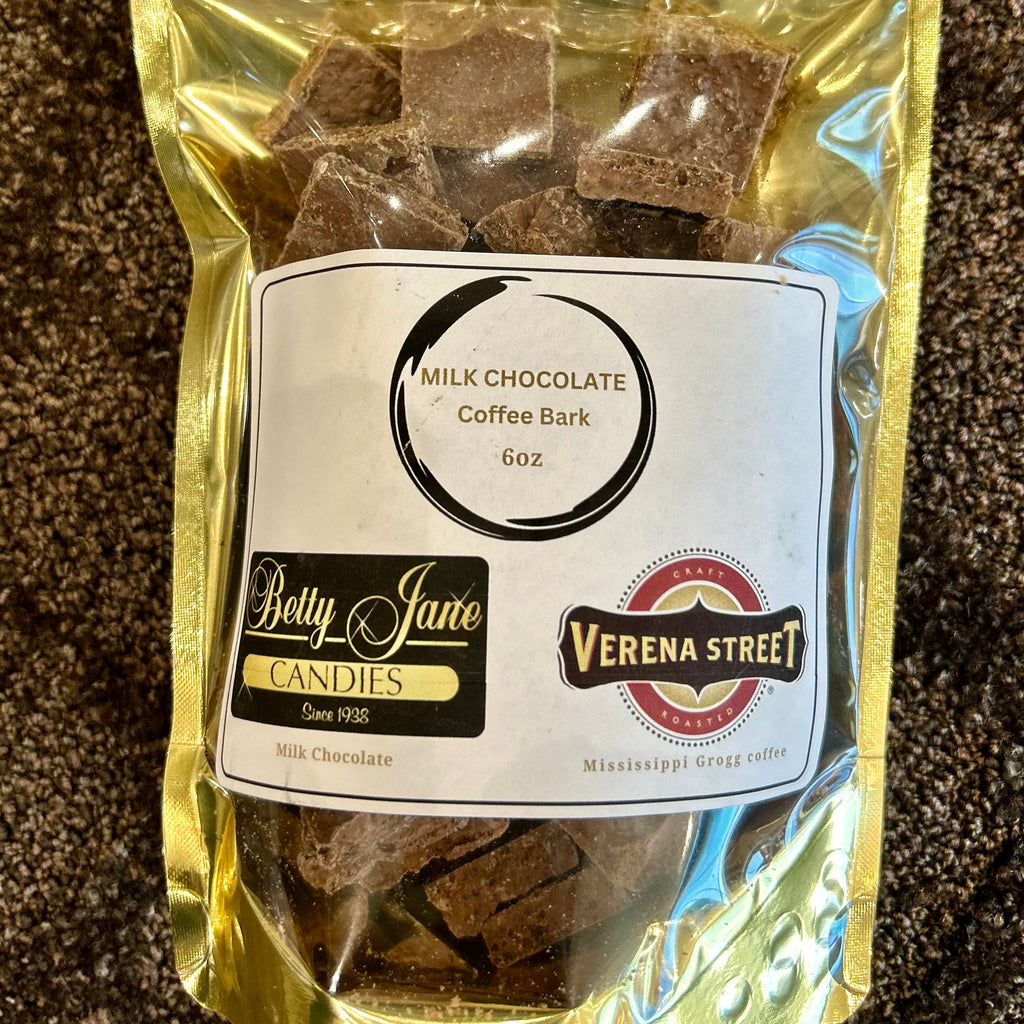 MILK CHOCOLATE
Coffee Bark
6oz
Betty Jane
CANDIES
Since 1938
Milk Chocolate
CRAFT
VERENA STREET
ROASTED
®
Mississippi Grogg coffee